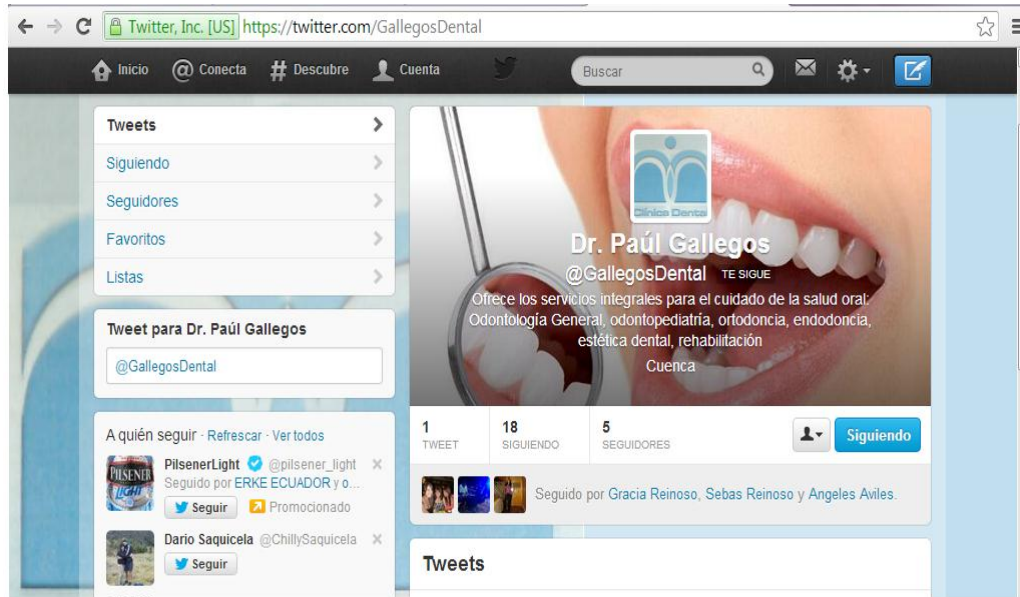 Twitter, Inc. [US] https://twitter.com/GallegosDental
Inicio @ Conecta # Descubre Cuenta Buscar
Tweets
Siguiendo
Seguidores
Favoritos
Listas
Tweet para Dr. Paúl Gallegos
@GallegosDental
A quién seguir · Refrescar · Ver todos
PILSENER
LIGHT
PilsenerLight @pilsener_light
Seguido por ERKE ECUADOR y o...
Seguir Promocionado
Dario Saquicela @ChillySaquicela
Seguir
Clínica Dental
Dr. Paúl Gallegos
@GallegosDental TE SIGUE
Ofrece los servicios integrales para el cuidado de la salud oral:
Odontología General, odontopediatría, ortodoncia, endodoncia,
estética dental, rehabilitación
Cuenca
1 18 5
TWEET SIGUIENDO SEGUIDORES
Siguiendo
Seguido por Gracia Reinoso, Sebas Reinoso y Angeles Aviles.
Tweets